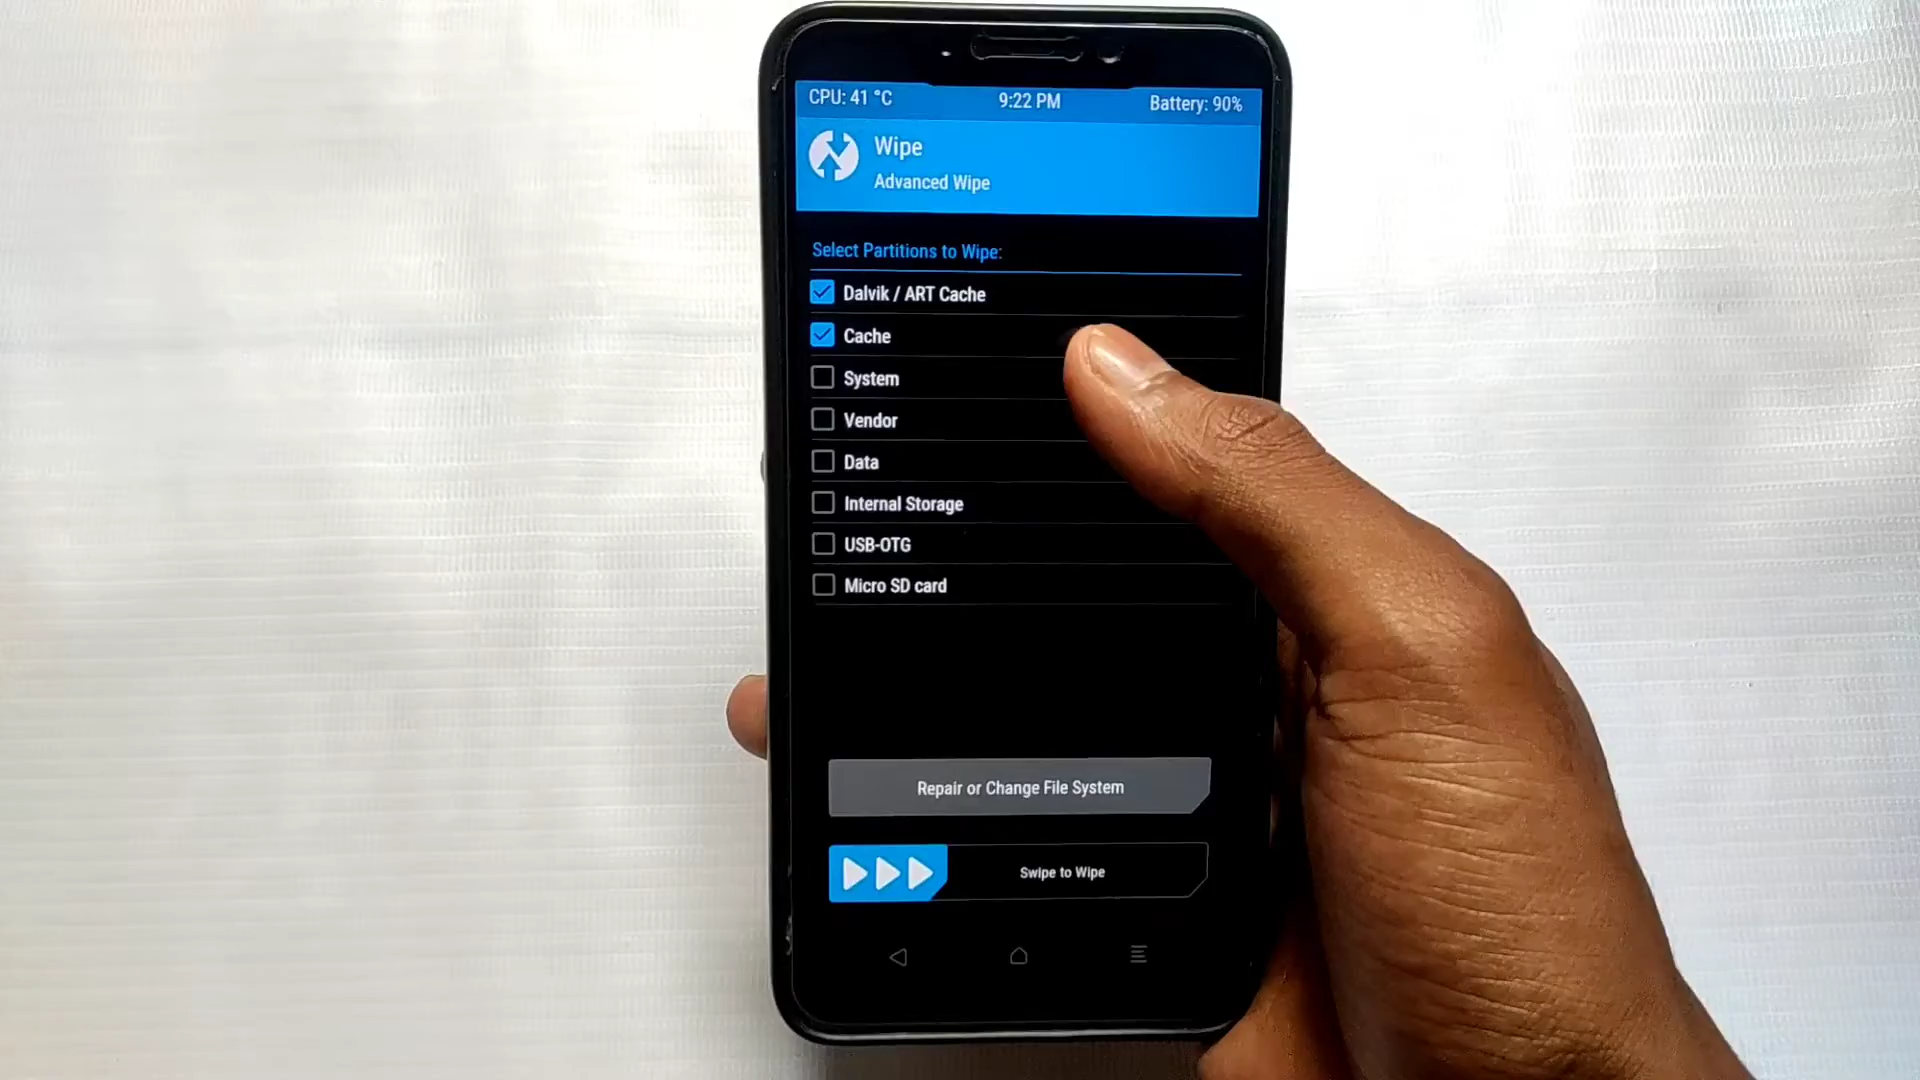 CPU: 41 °C 9:22 PM Battery: 90%
Wipe
Advanced Wipe
Select Partitions to Wipe:
Dalvik / ART Cache
Cache
System
Vendor
Data
Internal Storage
USB-OTG
Micro SD card
Repair or Change File System
Swipe to Wipe